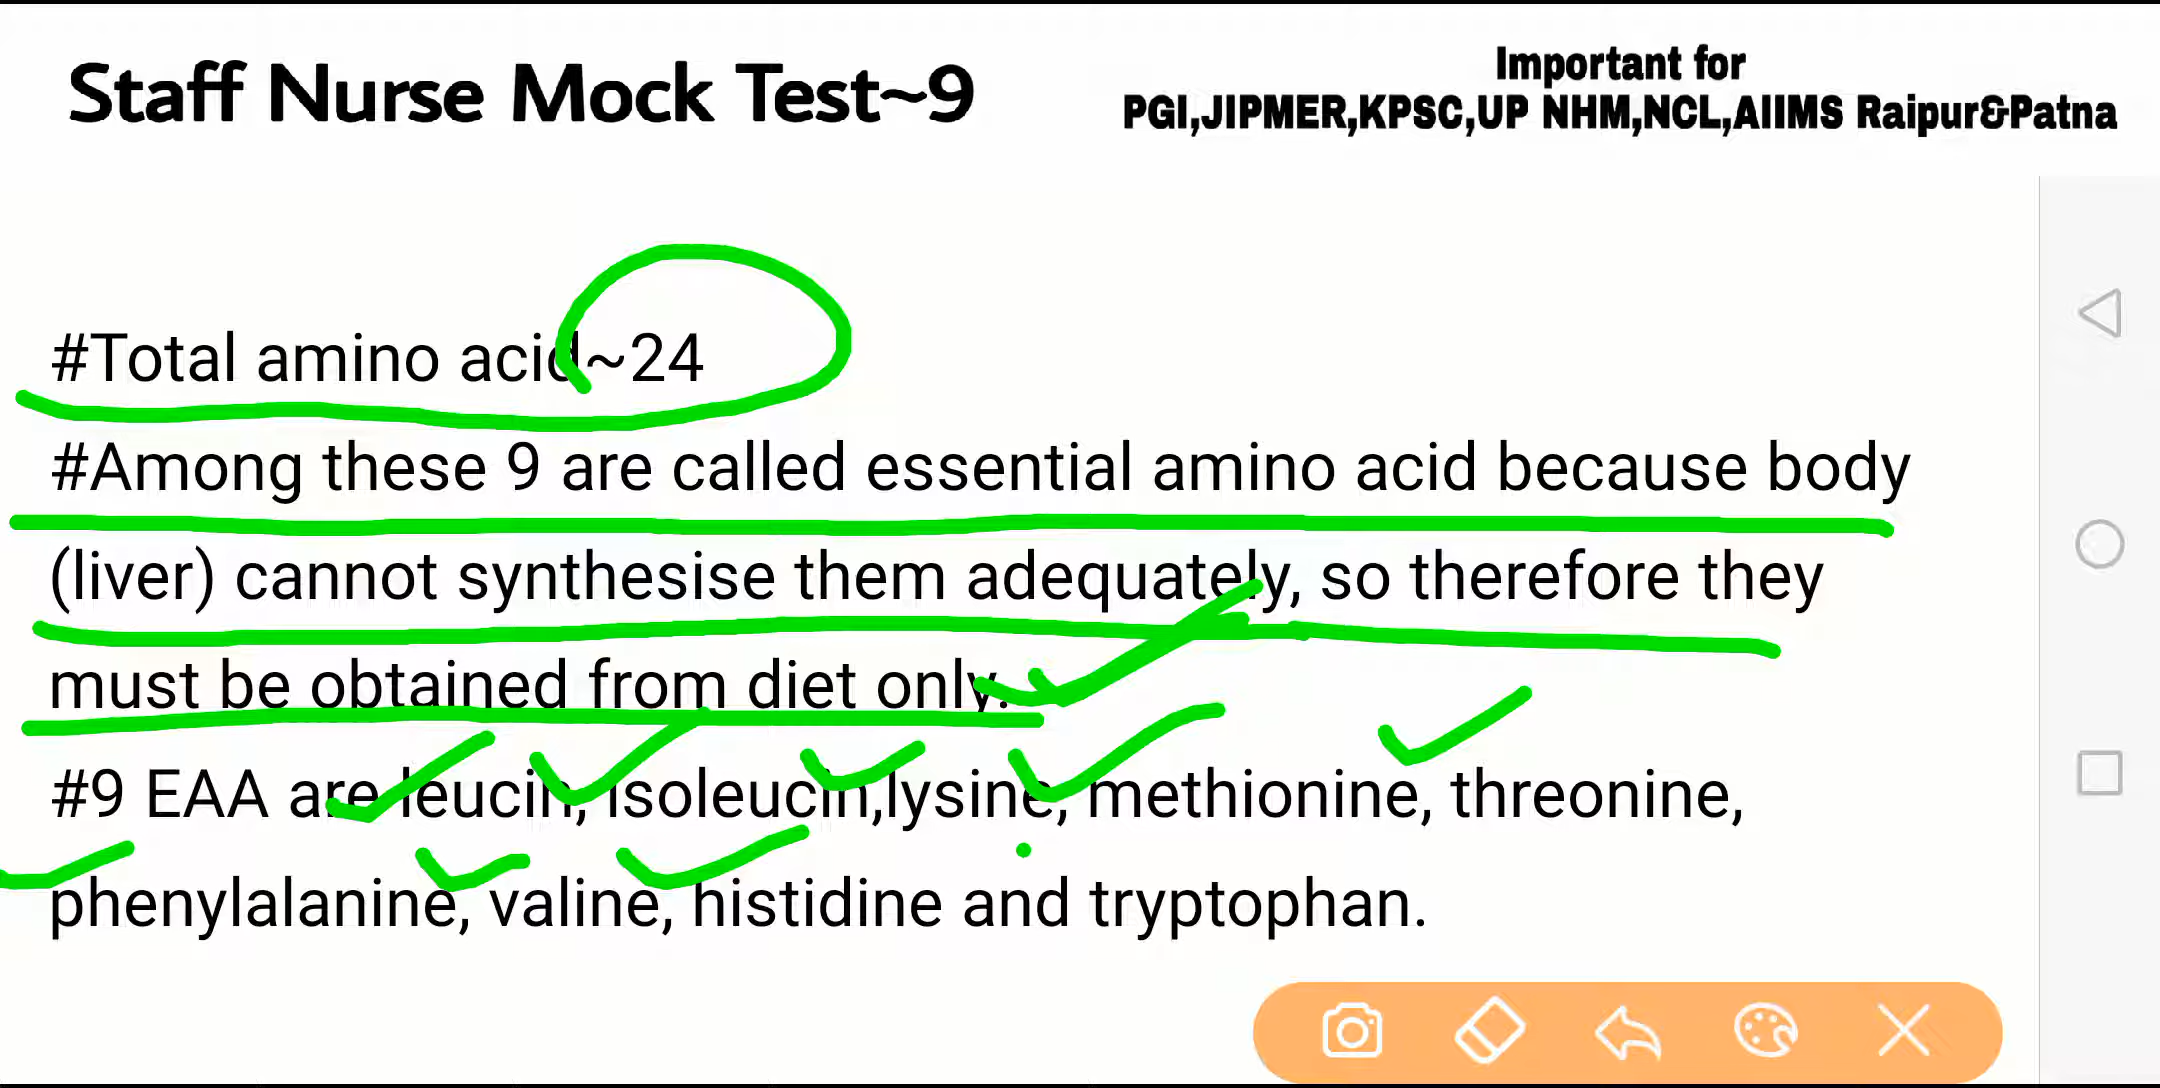 Staff Nurse Mock Test~9
Important for
PGI,JIPMER,KPSC,UP NHM,NCL,AIIMS Raipur&Patna
#Total amino acid~24
#Among these 9 are called essential amino acid because body
(liver) cannot synthesise them adequately, so therefore they
must be obtained from diet only.
#9 EAA are leucin, isoleucin,lysine, methionine, threonine,
phenylalanine, valine, histidine and tryptophan.